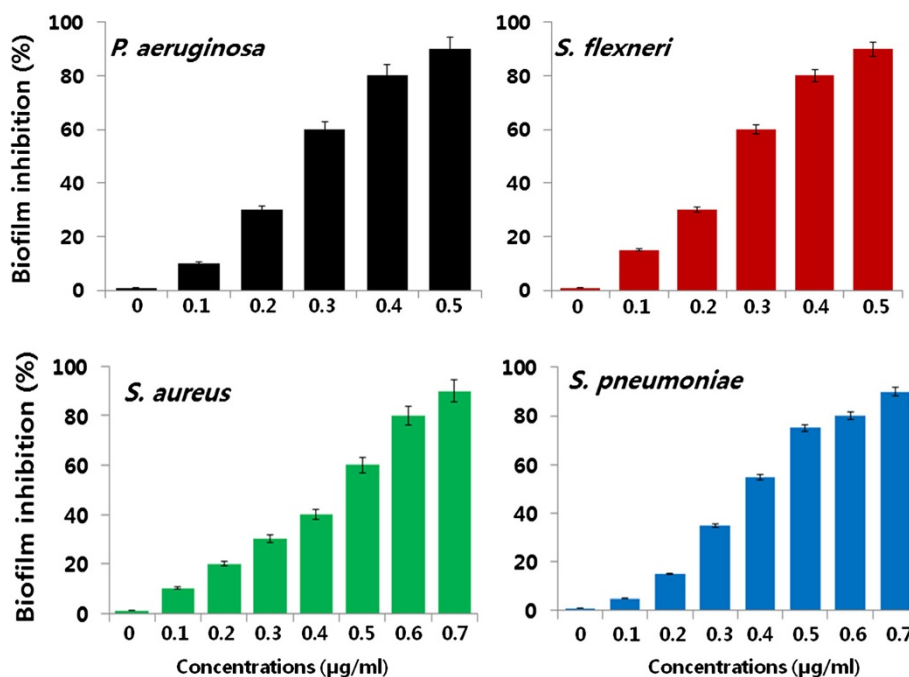 P. aeruginosa
Biofilm inhibition (%)
100
80
60
40
20
0
0 0.1 0.2 0.3 0.4 0.5
S. flexneri
100
80
60
40
20
0
0 0.1 0.2 0.3 0.4 0.5
S. aureus
Biofilm inhibition (%)
100
80
60
40
20
0
0 0.1 0.2 0.3 0.4 0.5 0.6 0.7
Concentrations (µg/ml)
S. pneumoniae
100
80
60
40
20
0
0 0.1 0.2 0.3 0.4 0.5 0.6 0.7
Concentrations (µg/ml)